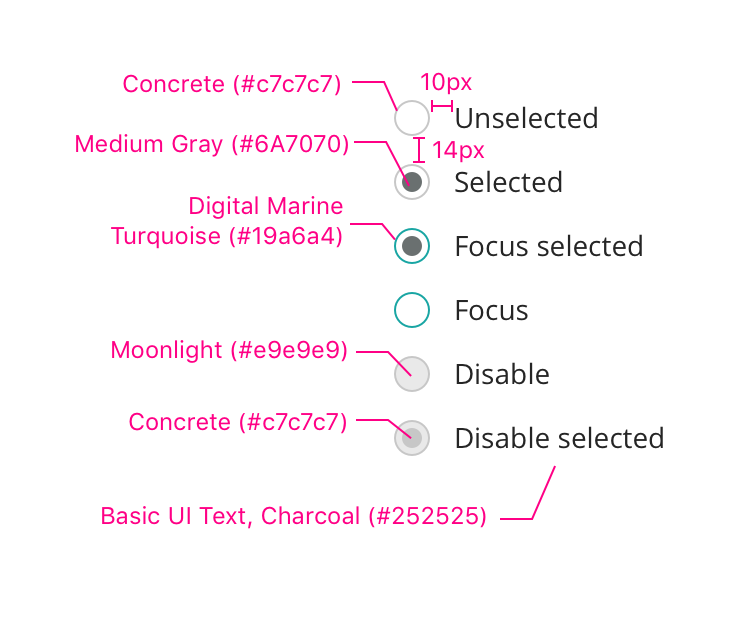 Concrete (#c7c7c7)
10px
Unselected
Medium Gray (#6A7070)
14px
Selected
Digital Marine
Turquoise (#19a6a4)
Focus selected
Focus
Moonlight (#e9e9e9)
Disable
Concrete (#c7c7c7)
Disable selected
Basic UI Text, Charcoal (#252525)